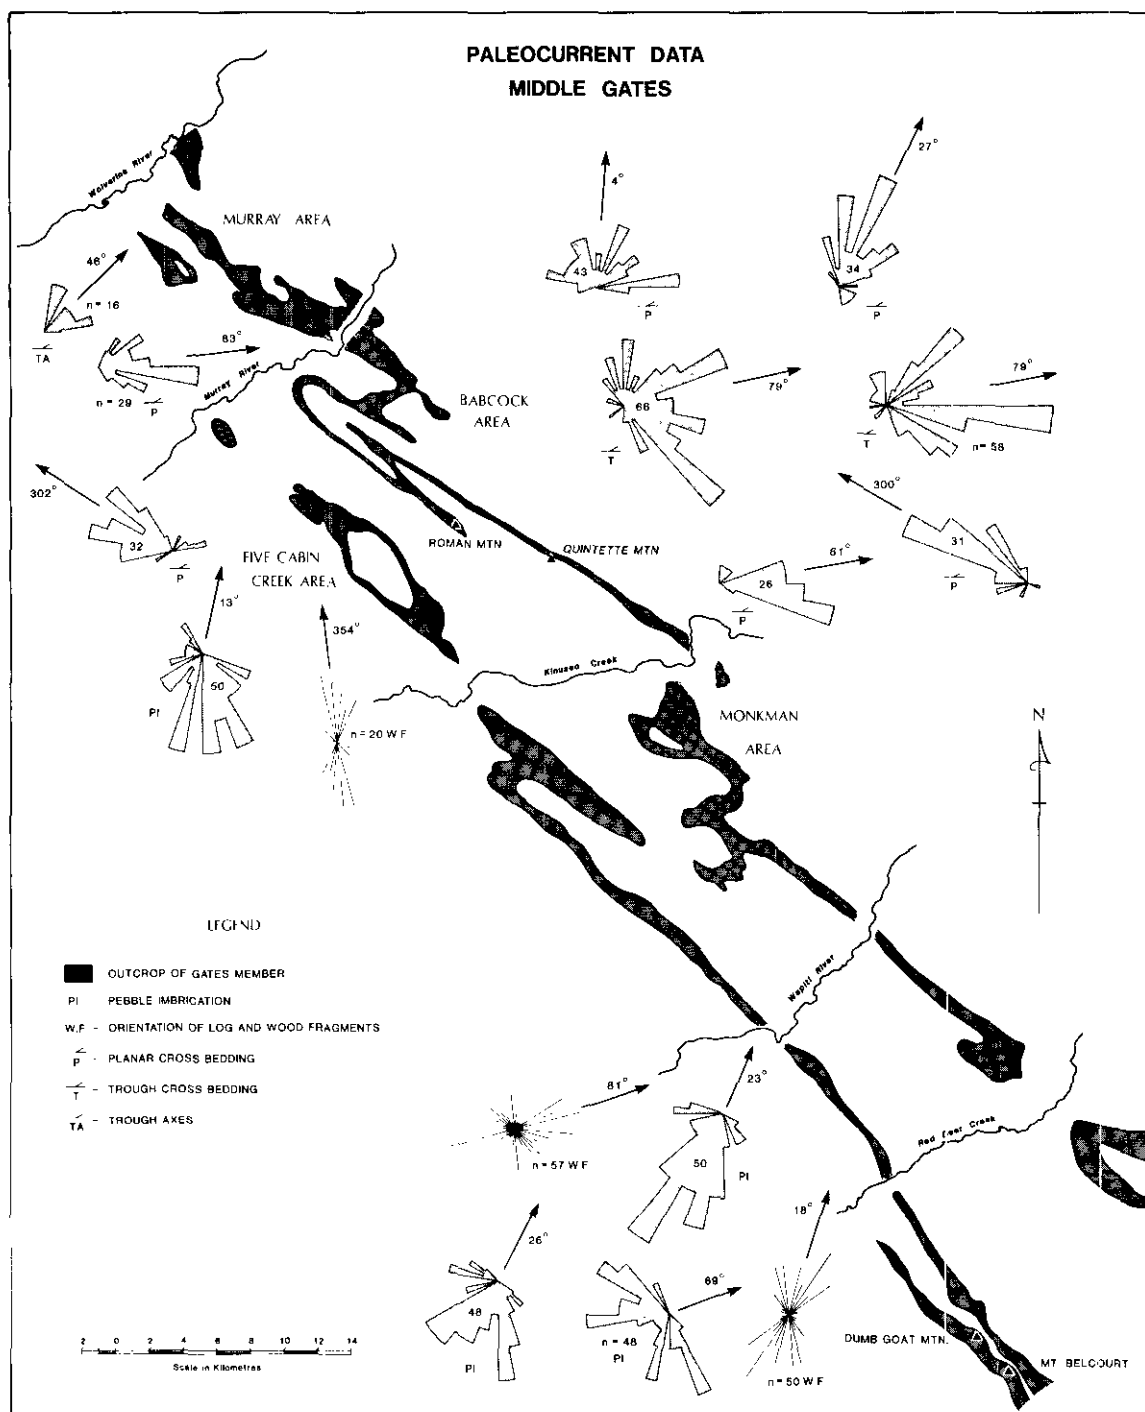 PALEOCURRENT DATA
MIDDLE GATES
Wolverine River
MURRAY AREA
4°
27°
43
34
P
P
46°
n = 16
TA
83°
n = 29 P
Murray River
BABCOCK
AREA
66
79°
T
79°
T
n = 58
302°
32
P
ROMAN MTN
QUINTETTE MTN
300°
31
P
61°
26
P
FIVE CABIN
CREEK AREA
13°
50
PI
354°
n = 20 W F
Kinuseo Creek
MONKMAN
AREA
N
LEGEND
OUTCROP OF GATES MEMBER
PI PEBBLE IMBRICATION
W.F - ORIENTATION OF LOG AND WOOD FRAGMENTS
P - PLANAR CROSS BEDDING
T - TROUGH CROSS BEDDING
TA - TROUGH AXES
Wapiti River
81°
n = 57 W F
23°
50
PI
Red Deer Creek
26°
48
PI
69°
n = 48
PI
18°
n = 50 W F
DUMB GOAT MTN.
MT BELCOURT
2 0 2 4 6 8 10 12 14
Scale in Kilometres